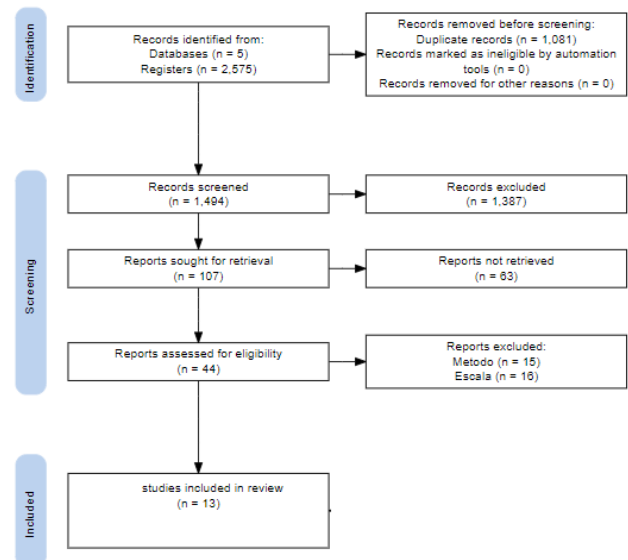 Identification
Records identified from:
Databases (n = 5)
Registers (n = 2,575)
Records removed before screening:
Duplicate records (n = 1,081)
Records marked as ineligible by automation
tools (n = 0)
Records removed for other reasons (n = 0)
Screening
Records screened
(n = 1,494)
Records excluded
(n = 1,387)
Reports sought for retrieval
(n = 107)
Reports not retrieved
(n = 63)
Reports assessed for eligibility
(n = 44)
Reports excluded:
Metodo (n = 15)
Escala (n = 16)
Included
studies included in review
(n = 13)